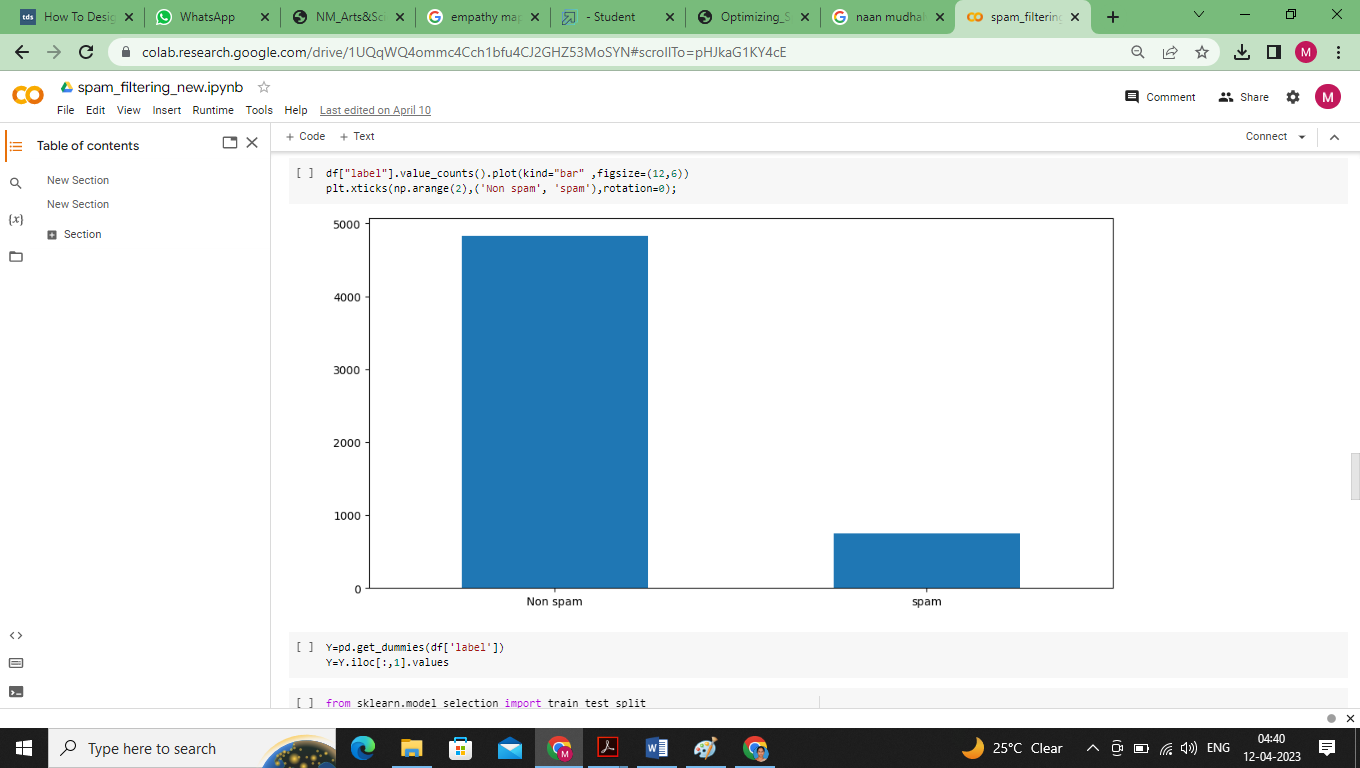 tds How To Desig
WhatsApp
NM_Arts&Sci
empathy map
- Student
Optimizing_S
naan mudhal
spam_filtering
colab.research.google.com/drive/1UQqWQ4ommc4Cch1bfu4CJ2GHZ53MoSYN#scrollTo=pHJkaG1KY4cE
M
spam_filtering_new.ipynb
File Edit View Insert Runtime Tools Help Last edited on April 10
Comment Share M
Table of contents
+ Code + Text
Connect
New Section
New Section
Section
{x}
[ ] df["label"].value_counts().plot(kind="bar" ,figsize=(12,6))
plt.xticks(np.arange(2),('Non spam', 'spam'),rotation=0);
5000
4000
3000
2000
1000
0
Non spam spam
[ ] Y=pd.get_dummies(df['label'])
Y=Y.iloc[:,1].values
[ ] from sklearn.model_selection import train_test_split
Type here to search
M
25°C Clear
ENG
04:40
12-04-2023